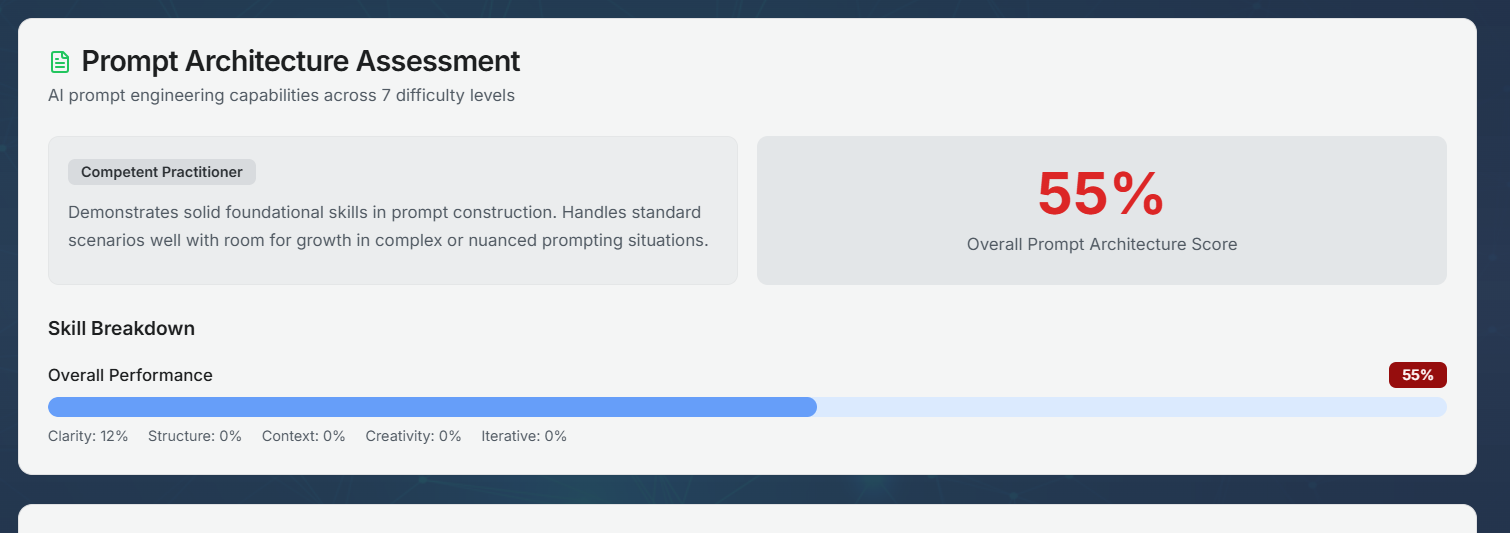 Prompt Architecture Assessment
AI prompt engineering capabilities across 7 difficulty levels
Competent Practitioner
Demonstrates solid foundational skills in prompt construction. Handles standard
scenarios well with room for growth in complex or nuanced prompting situations.
55%
Overall Prompt Architecture Score
Skill Breakdown
Overall Performance
55%
Clarity: 12% Structure: 0% Context: 0% Creativity: 0% Iterative: 0%